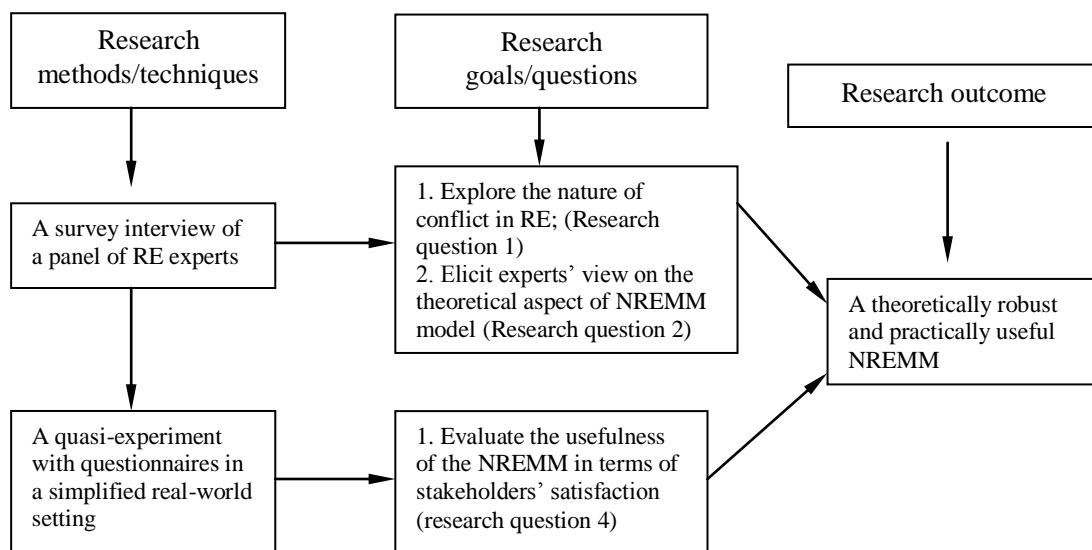 Research
methods/techniques
Research
goals/questions
Research outcome
A survey interview of
a panel of RE experts
1. Explore the nature of
conflict in RE; (Research
question 1)
2. Elicit experts’ view on the
theoretical aspect of NREMM
model (Research question 2)
A theoretically robust
and practically useful
NREMM
A quasi-experiment
with questionnaires in
a simplified real-world
setting
1. Evaluate the usefulness
of the NREMM in terms of
stakeholders’ satisfaction
(research question 4)